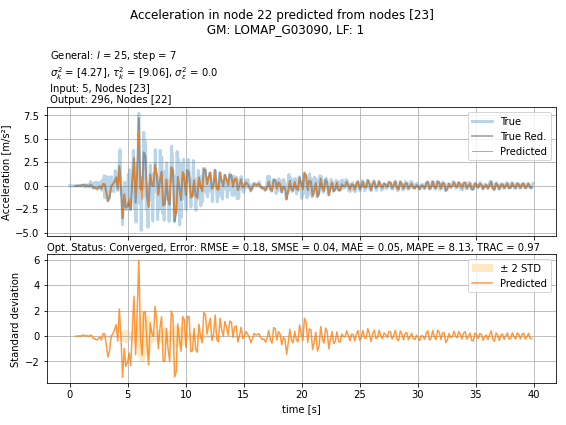 Acceleration in node 22 predicted from nodes [23]
GM: LOMAP_G03090, LF: 1
General: l = 25, step = 7
σ²ₖ = [4.27], τ²ₖ = [9.06], σ²ε = 0.0
Input: 5, Nodes [23]
Output: 296, Nodes [22]
Acceleration [m/s²]
7.5
5.0
2.5
0.0
−2.5
−5.0
True
True Red.
Predicted
Opt. Status: Converged, Error: RMSE = 0.18, SMSE = 0.04, MAE = 0.05, MAPE = 8.13, TRAC = 0.97
Standard deviation
6
4
2
0
−2
± 2 STD
Predicted
0 5 10 15 20 25 30 35 40
time [s]